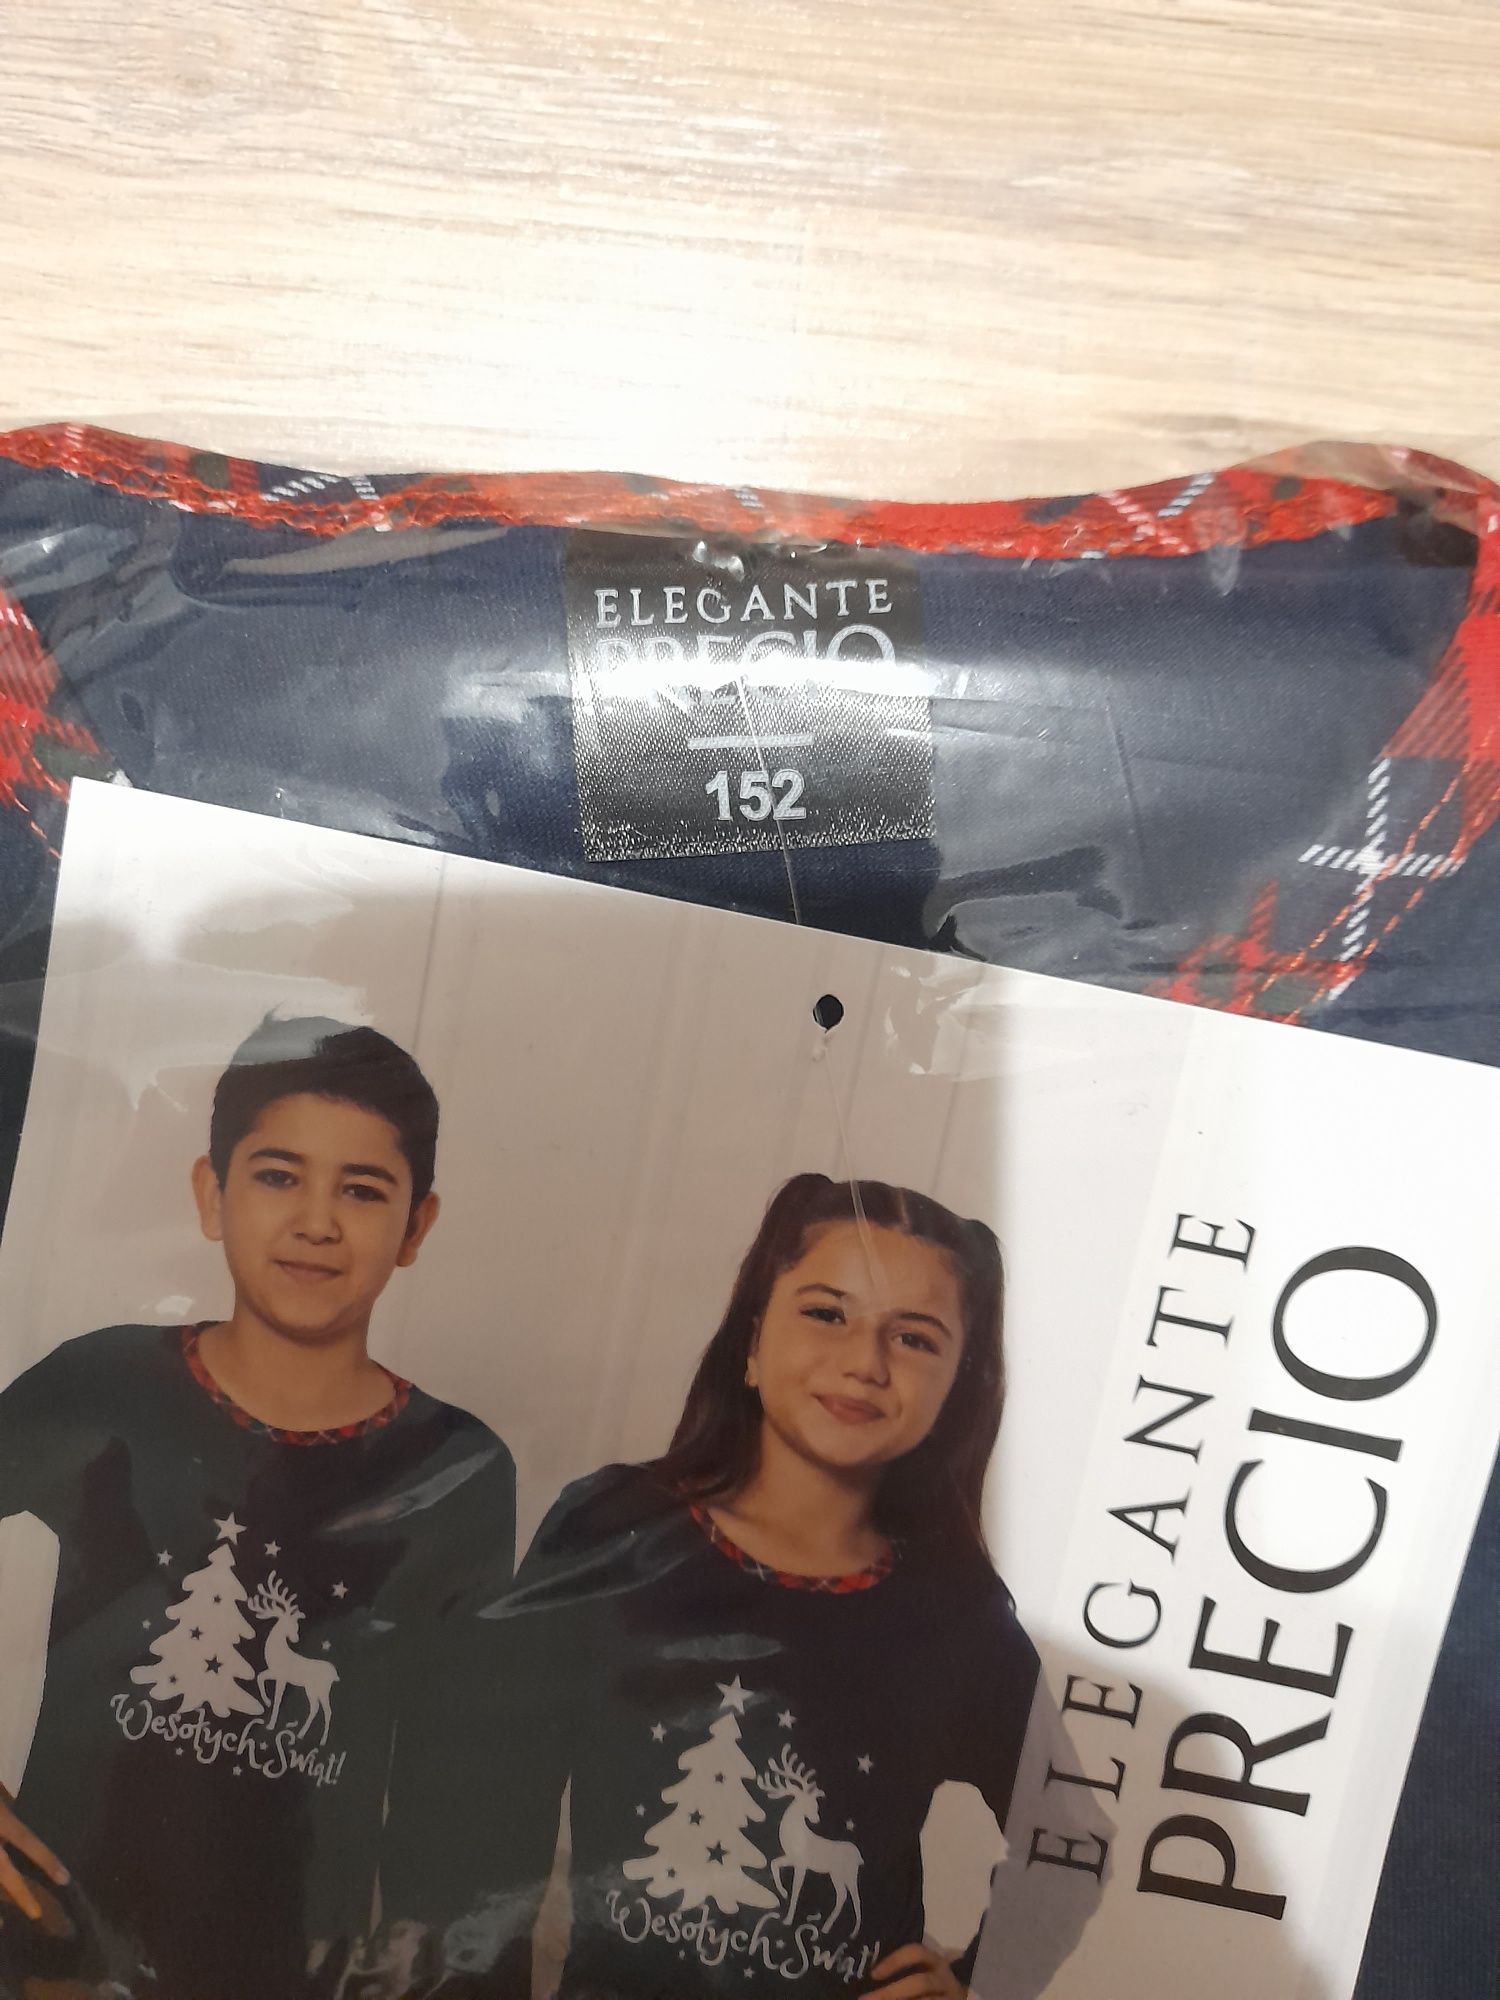 ELEGANTE
PRECIO
152
ELEGANTE
PRECIO
Wesołych Świąt!
Wesołych Świąt!